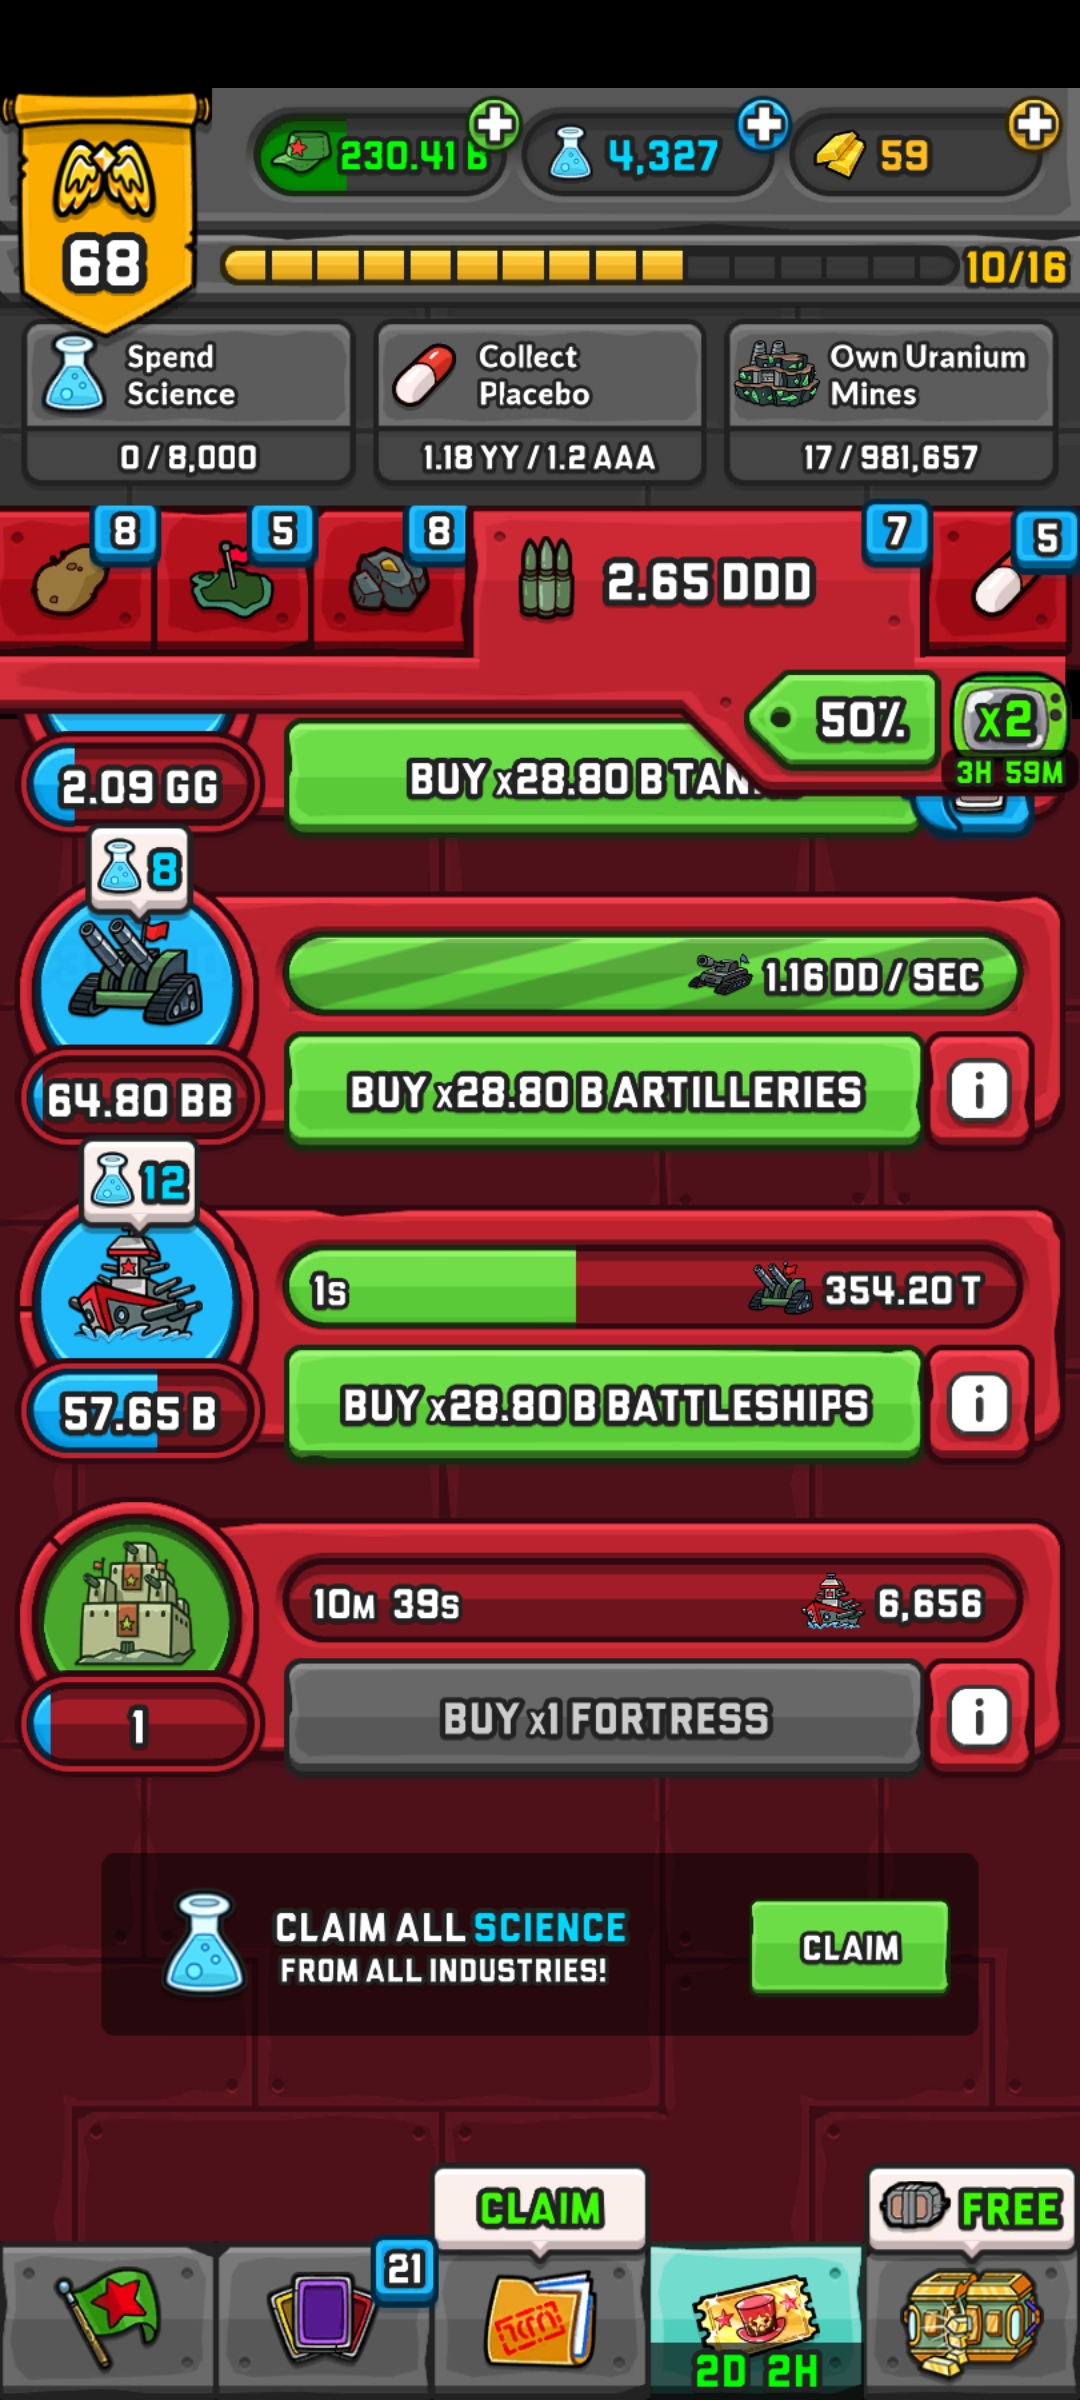 230.41 B
4,327
59
68
10/16
Spend
Science
0 / 8,000
Collect
Placebo
1.18 YY / 1.2 AAA
Own Uranium
Mines
17 / 981,657
8
5
8
2.65 DDD
7
5
50%
x2
3H 59M
2.09 GG
BUY x28.80 B TAN
8
1.16 DD / SEC
64.80 BB
BUY x28.80 B ARTILLERIES
i
12
1s
354.20 T
57.65 B
BUY x28.80 B BATTLESHIPS
i
10M 39s
6,656
1
BUY x1 FORTRESS
i
CLAIM ALL SCIENCE
FROM ALL INDUSTRIES!
CLAIM
CLAIM
FREE
21
2D 2H